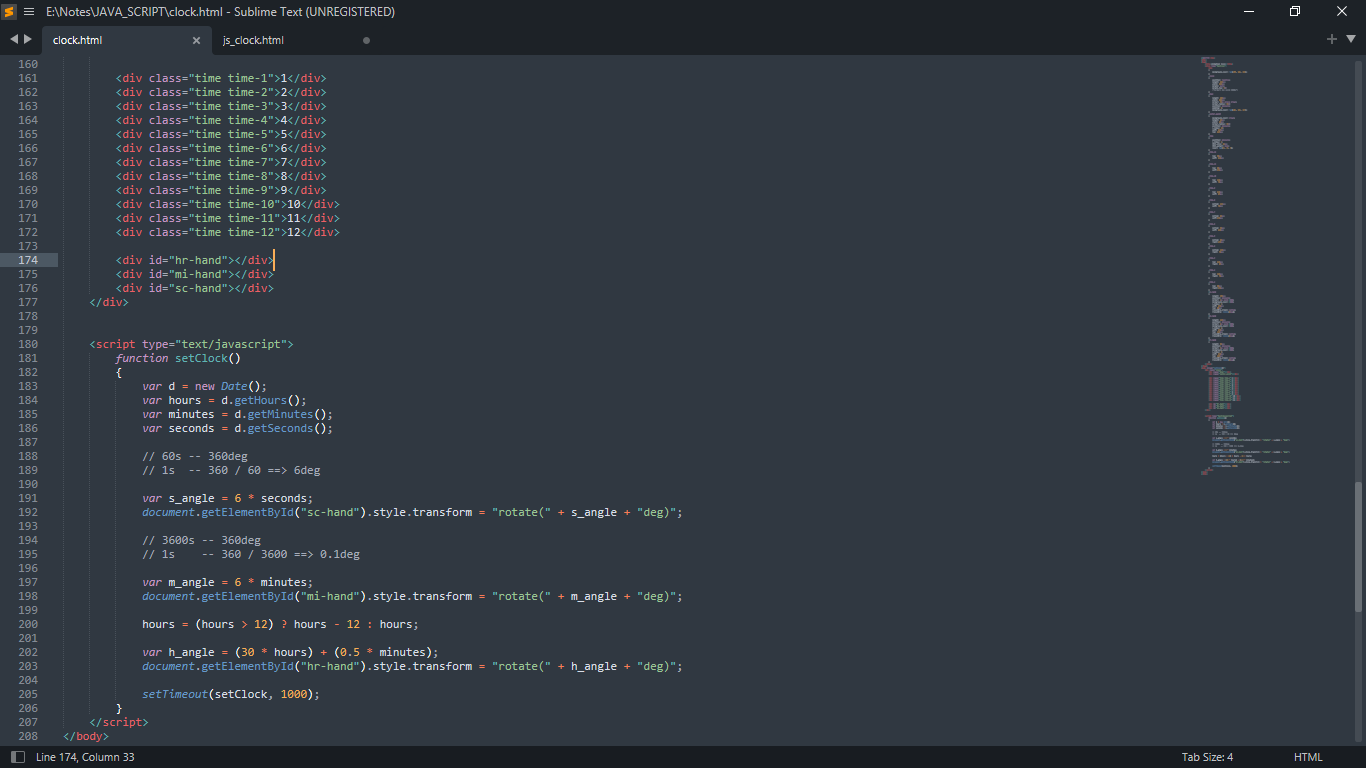 E:\Notes\JAVA_SCRIPT\clock.html - Sublime Text (UNREGISTERED)
clock.html × js_clock.html
160
161 <div class="time time-1">1</div>
162 <div class="time time-2">2</div>
163 <div class="time time-3">3</div>
164 <div class="time time-4">4</div>
165 <div class="time time-5">5</div>
166 <div class="time time-6">6</div>
167 <div class="time time-7">7</div>
168 <div class="time time-8">8</div>
169 <div class="time time-9">9</div>
170 <div class="time time-10">10</div>
171 <div class="time time-11">11</div>
172 <div class="time time-12">12</div>
173
174 <div id="hr-hand"></div>
175 <div id="mi-hand"></div>
176 <div id="sc-hand"></div>
177 </div>
178
179
180 <script type="text/javascript">
181 function setClock()
182 {
183 var d = new Date();
184 var hours = d.getHours();
185 var minutes = d.getMinutes();
186 var seconds = d.getSeconds();
187
188 // 60s -- 360deg
189 // 1s  -- 360 / 60 ==> 6deg
190
191 var s_angle = 6 * seconds;
192 document.getElementById("sc-hand").style.transform = "rotate(" + s_angle + "deg)";
193
194 // 3600s -- 360deg
195 // 1s    -- 360 / 3600 ==> 0.1deg
196
197 var m_angle = 6 * minutes;
198 document.getElementById("mi-hand").style.transform = "rotate(" + m_angle + "deg)";
199
200 hours = (hours > 12) ? hours - 12 : hours;
201
202 var h_angle = (30 * hours) + (0.5 * minutes);
203 document.getElementById("hr-hand").style.transform = "rotate(" + h_angle + "deg)";
204
205 setTimeout(setClock, 1000);
206 }
207 </script>
208 </body>
Line 174, Column 33 Tab Size: 4 HTML